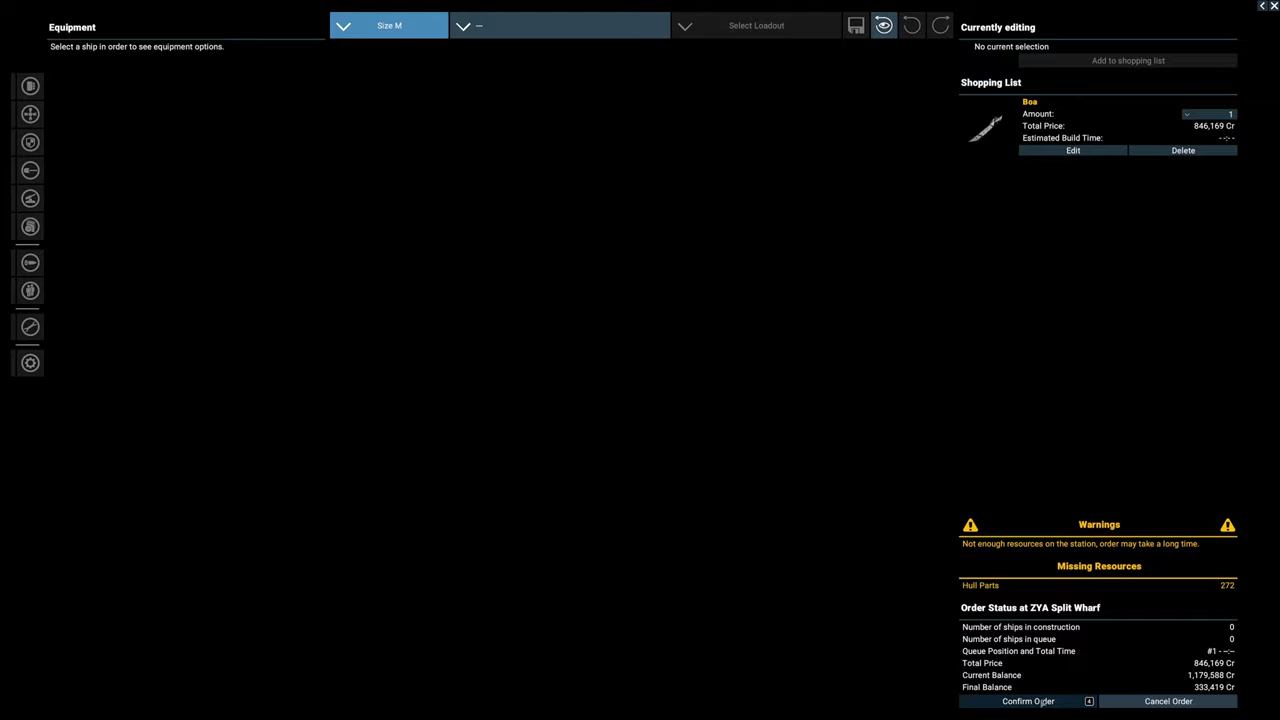 Equipment
Select a ship in order to see equipment options.
Size M
—
Select Loadout
Currently editing
No current selection
Add to shopping list
Shopping List
Boa
Amount: 1
Total Price: 846,169 Cr
Estimated Build Time: --:--
Edit Delete
Warnings
Not enough resources on the station, order may take a long time.
Missing Resources
Hull Parts 272
Order Status at ZYA Split Wharf
Number of ships in construction 0
Number of ships in queue 0
Queue Position and Total Time #1 - --:--
Total Price 846,169 Cr
Current Balance 1,179,588 Cr
Final Balance 333,419 Cr
Confirm Order 4 Cancel Order